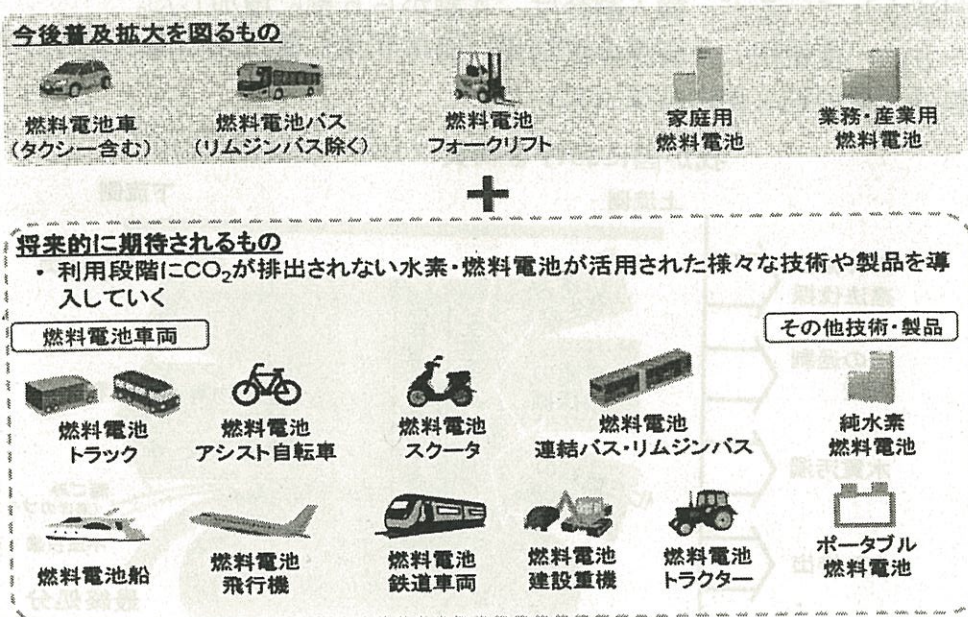 今後普及拡大を図るもの
燃料電池車
(タクシー含む)
燃料電池バス
(リムジンバス除く)
燃料電池
フォークリフト
家庭用
燃料電池
業務・産業用
燃料電池
+
将来的に期待されるもの
・ 利用段階にCO₂が排出されない水素・燃料電池が活用された様々な技術や製品を導
入していく
燃料電池車両
その他技術・製品
燃料電池
トラック
燃料電池
アシスト自転車
燃料電池
スクータ
燃料電池
連結バス・リムジンバス
純水素
燃料電池
燃料電池船
燃料電池
飛行機
燃料電池
鉄道車両
燃料電池
建設重機
燃料電池
トラクター
ポータブル
燃料電池